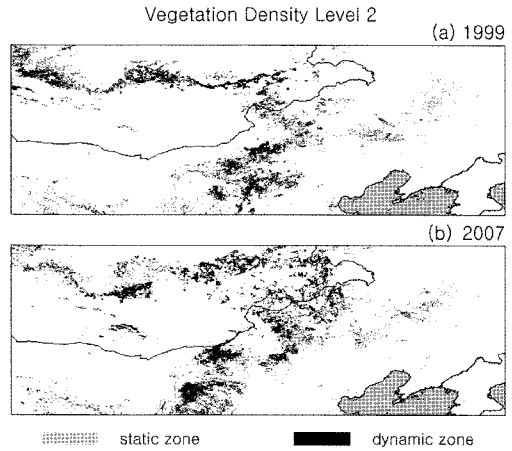 Vegetation Density Level 2
(a) 1999
(b) 2007
static zone
dynamic zone